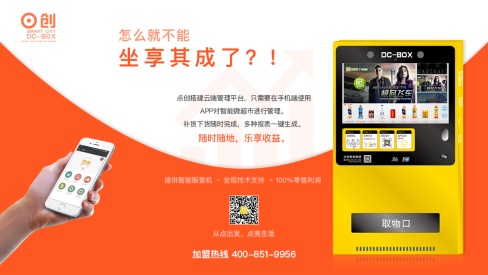 点创
SMART CITY
DC-BOX
怎么就不能
坐享其成了?!
点创搭建云端管理平台,只需要在手机端使用
APP对智能微超市进行管理。
补货下货随时完成,多种报表一键生成。
随时随地,乐享收益。
提供智能贩售机 • 全程技术支持 • 100%零售利润
从点出发,点亮生活
加盟热线 400-851-9956
DC-BOX
极品飞车
取物口